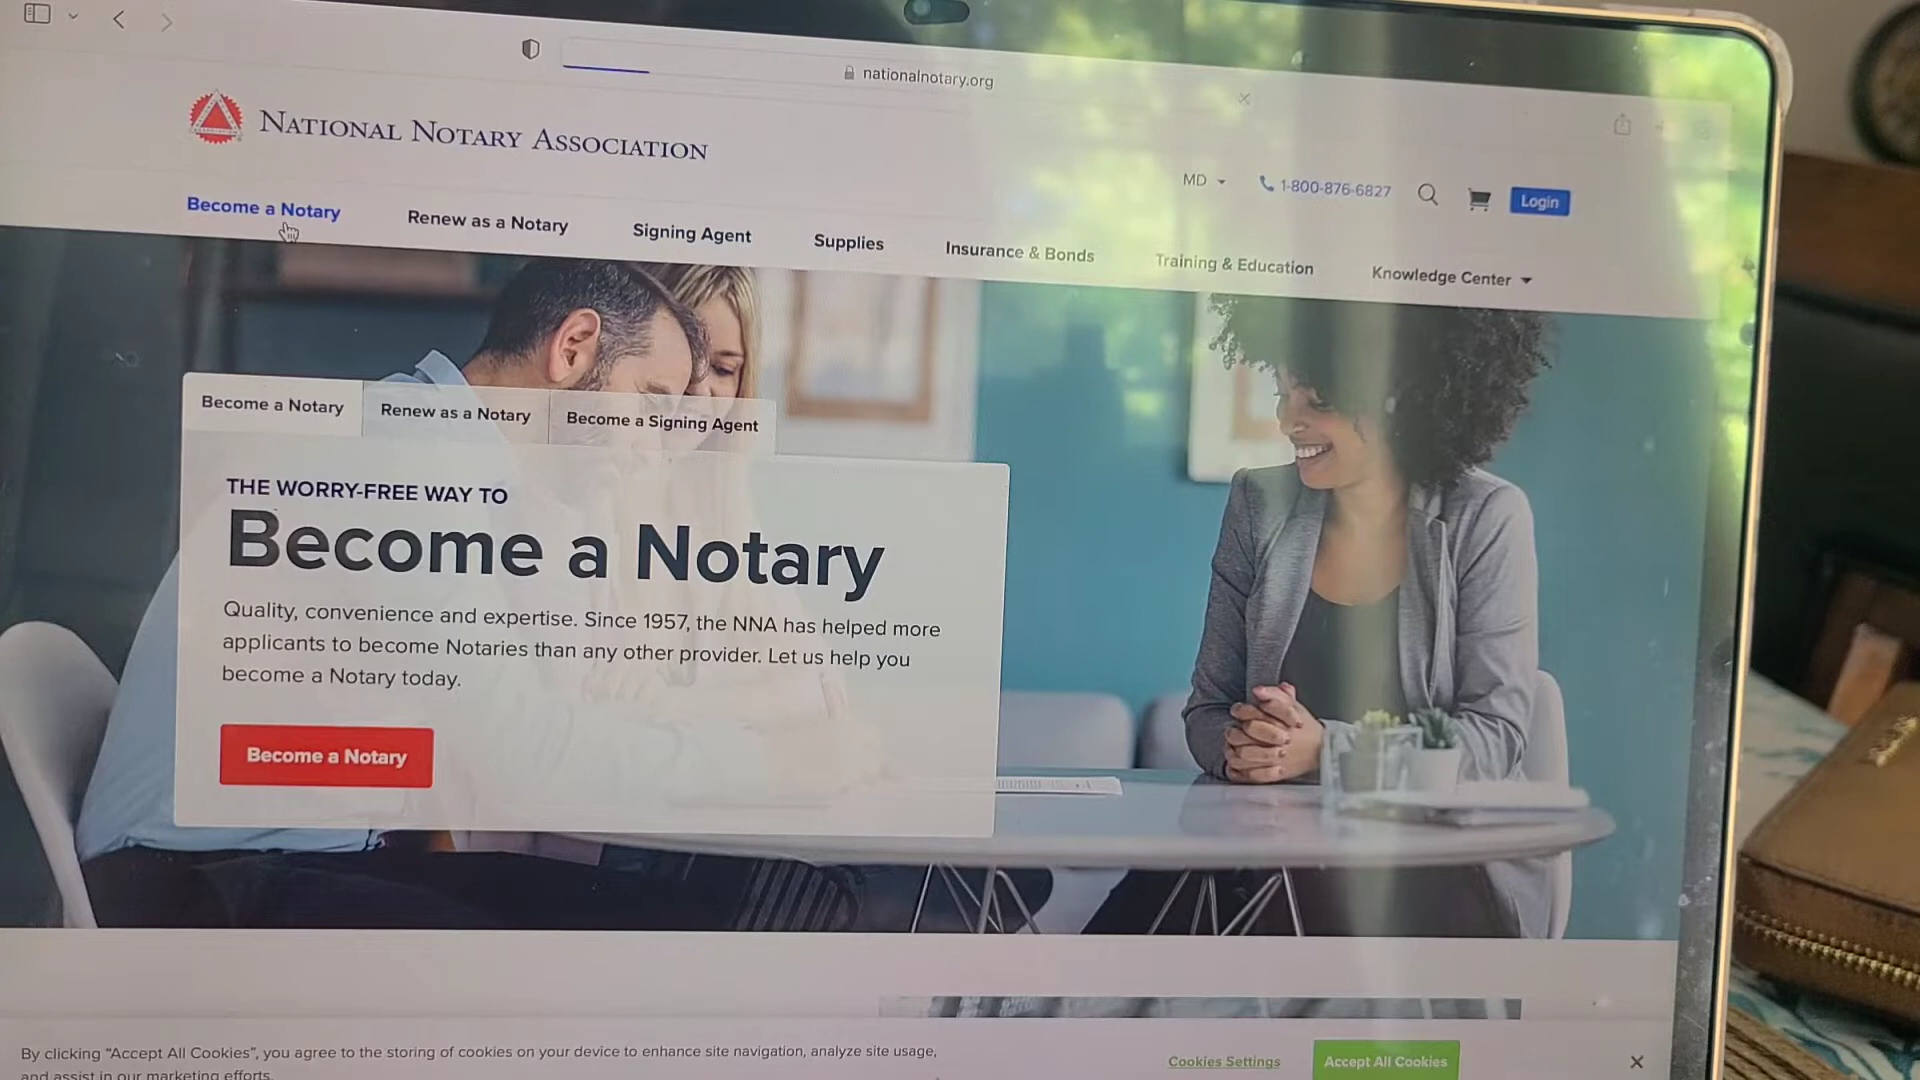 nationalnotary.org
NATIONAL NOTARY ASSOCIATION
MD
1-800-876-6827
Login
Become a Notary
Renew as a Notary
Signing Agent
Supplies
Insurance & Bonds
Training & Education
Knowledge Center
Become a Notary
Renew as a Notary
Become a Signing Agent
THE WORRY-FREE WAY TO
Become a Notary
Quality, convenience and expertise. Since 1957, the NNA has helped more
applicants to become Notaries than any other provider. Let us help you
become a Notary today.
Become a Notary
By clicking “Accept All Cookies”, you agree to the storing of cookies on your device to enhance site navigation, analyze site usage,
and assist in our marketing efforts.
Cookies Settings
Accept All Cookies